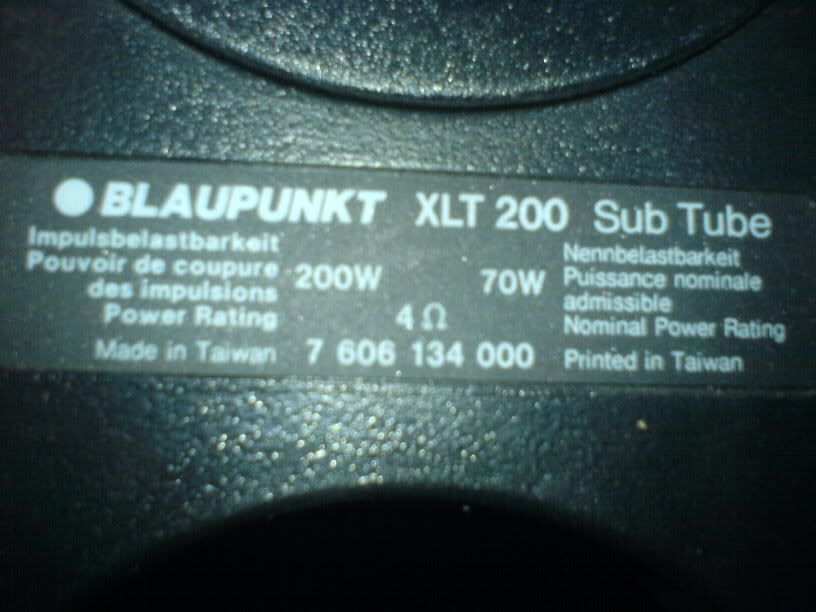 BLAUPUNKT XLT 200 Sub Tube
Impulsbelastbarkeit
Pouvoir de coupure
des impulsions
Power Rating
200W
70W
Nennbelastbarkeit
Puissance nominale
admissible
Nominal Power Rating
4 Ω
Made in Taiwan 7 606 134 000 Printed in Taiwan